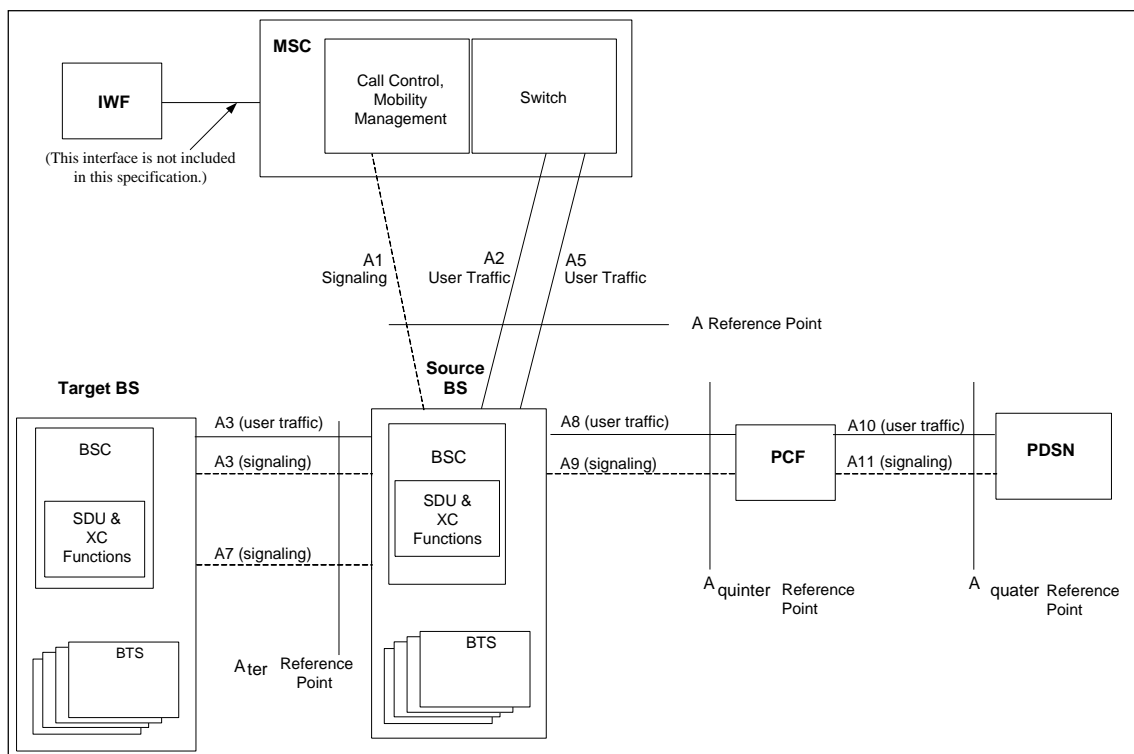 MSC
IWF
Call Control,
Mobility
Management
Switch
(This interface is not included
in this specification.)
A1
Signaling
A2
User Traffic
A5
User Traffic
A Reference Point
Target BS
Source
BS
A3 (user traffic)
A3 (signaling)
A7 (signaling)
BSC
SDU &
XC
Functions
BTS
BSC
SDU &
XC
Functions
BTS
A8 (user traffic)
A9 (signaling)
PCF
A10 (user traffic)
A11 (signaling)
PDSN
A ter Reference
Point
A quinter Reference
Point
A quater Reference
Point